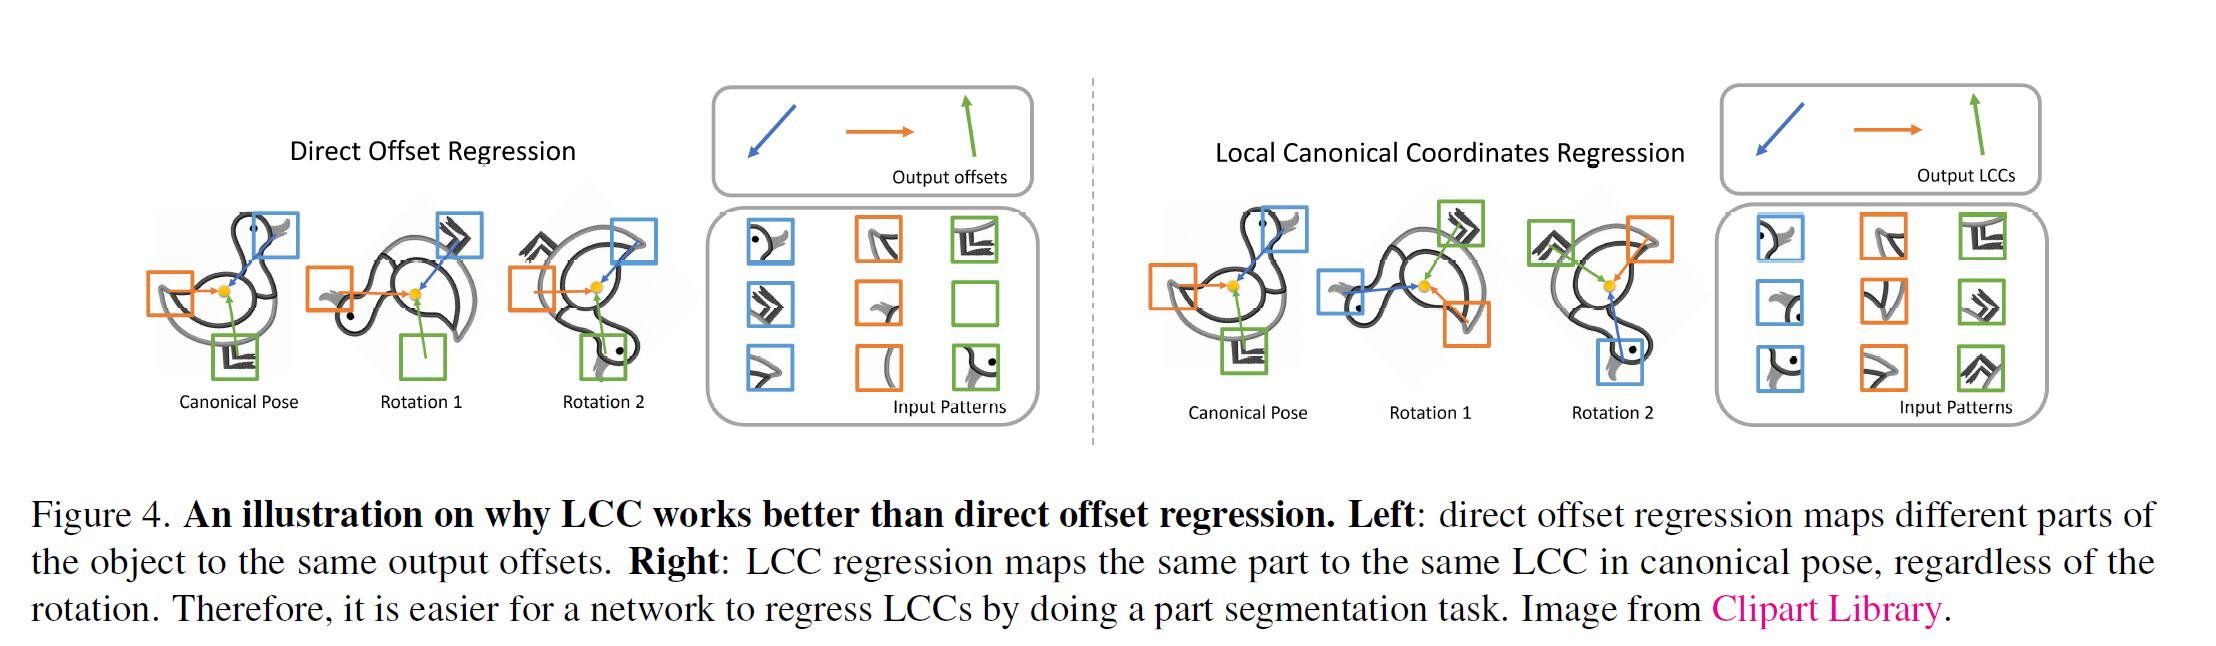 Direct Offset Regression
Output offsets
Canonical Pose
Rotation 1
Rotation 2
Input Patterns
Local Canonical Coordinates Regression
Output LCCs
Canonical Pose
Rotation 1
Rotation 2
Input Patterns
Figure 4. An illustration on why LCC works better than direct offset regression. Left: direct offset regression maps different parts of
the object to the same output offsets. Right: LCC regression maps the same part to the same LCC in canonical pose, regardless of the
rotation. Therefore, it is easier for a network to regress LCCs by doing a part segmentation task. Image from Clipart Library.